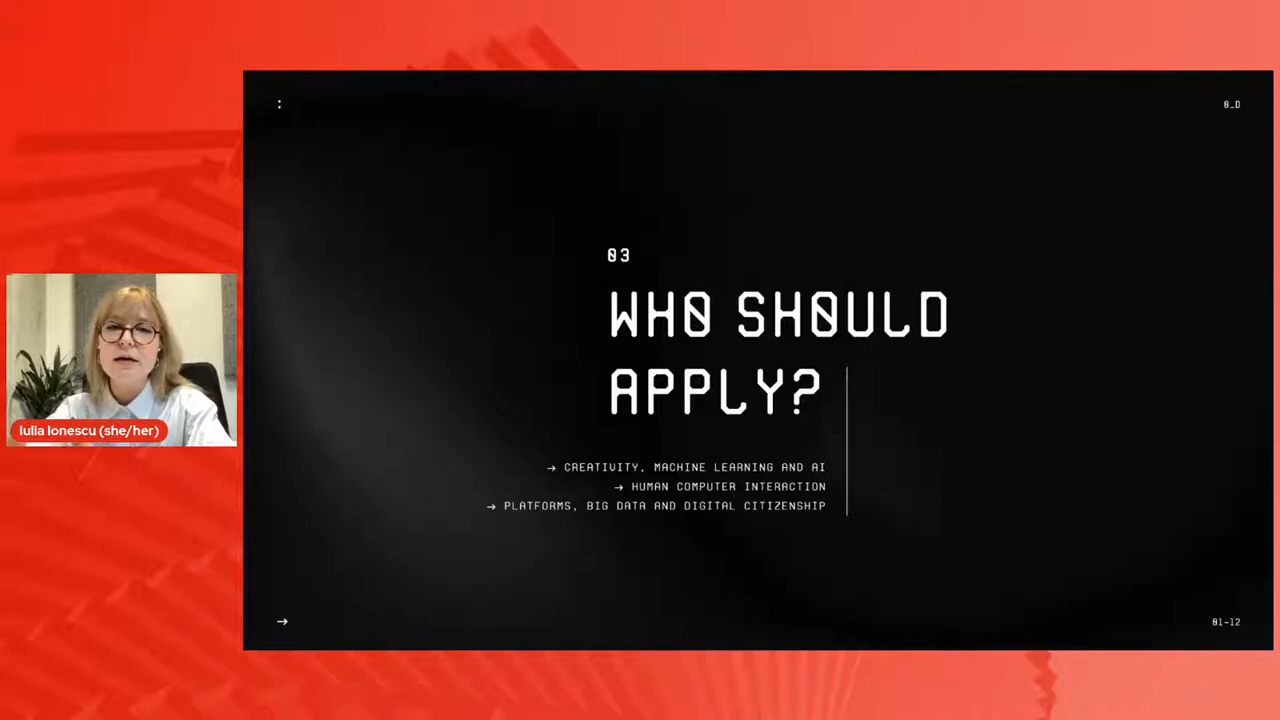 :
0_D
03
WHO SHOULD
APPLY?
→ CREATIVITY, MACHINE LEARNING AND AI
→ HUMAN COMPUTER INTERACTION
→ PLATFORMS, BIG DATA AND DIGITAL CITIZENSHIP
Iulia Ionescu (she/her)
→
01-12